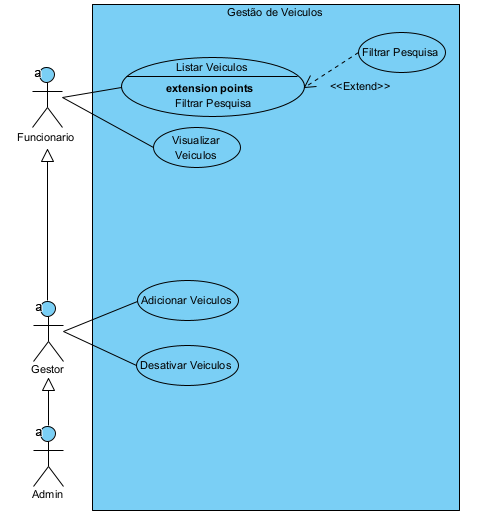 Gestão de Veiculos
Filtrar Pesquisa
Listar Veiculos
<<Extend>>
extension points
Filtrar Pesquisa
a
Funcionario
Visualizar
Veiculos
a
Adicionar Veiculos
Gestor
Desativar Veiculos
a
Admin